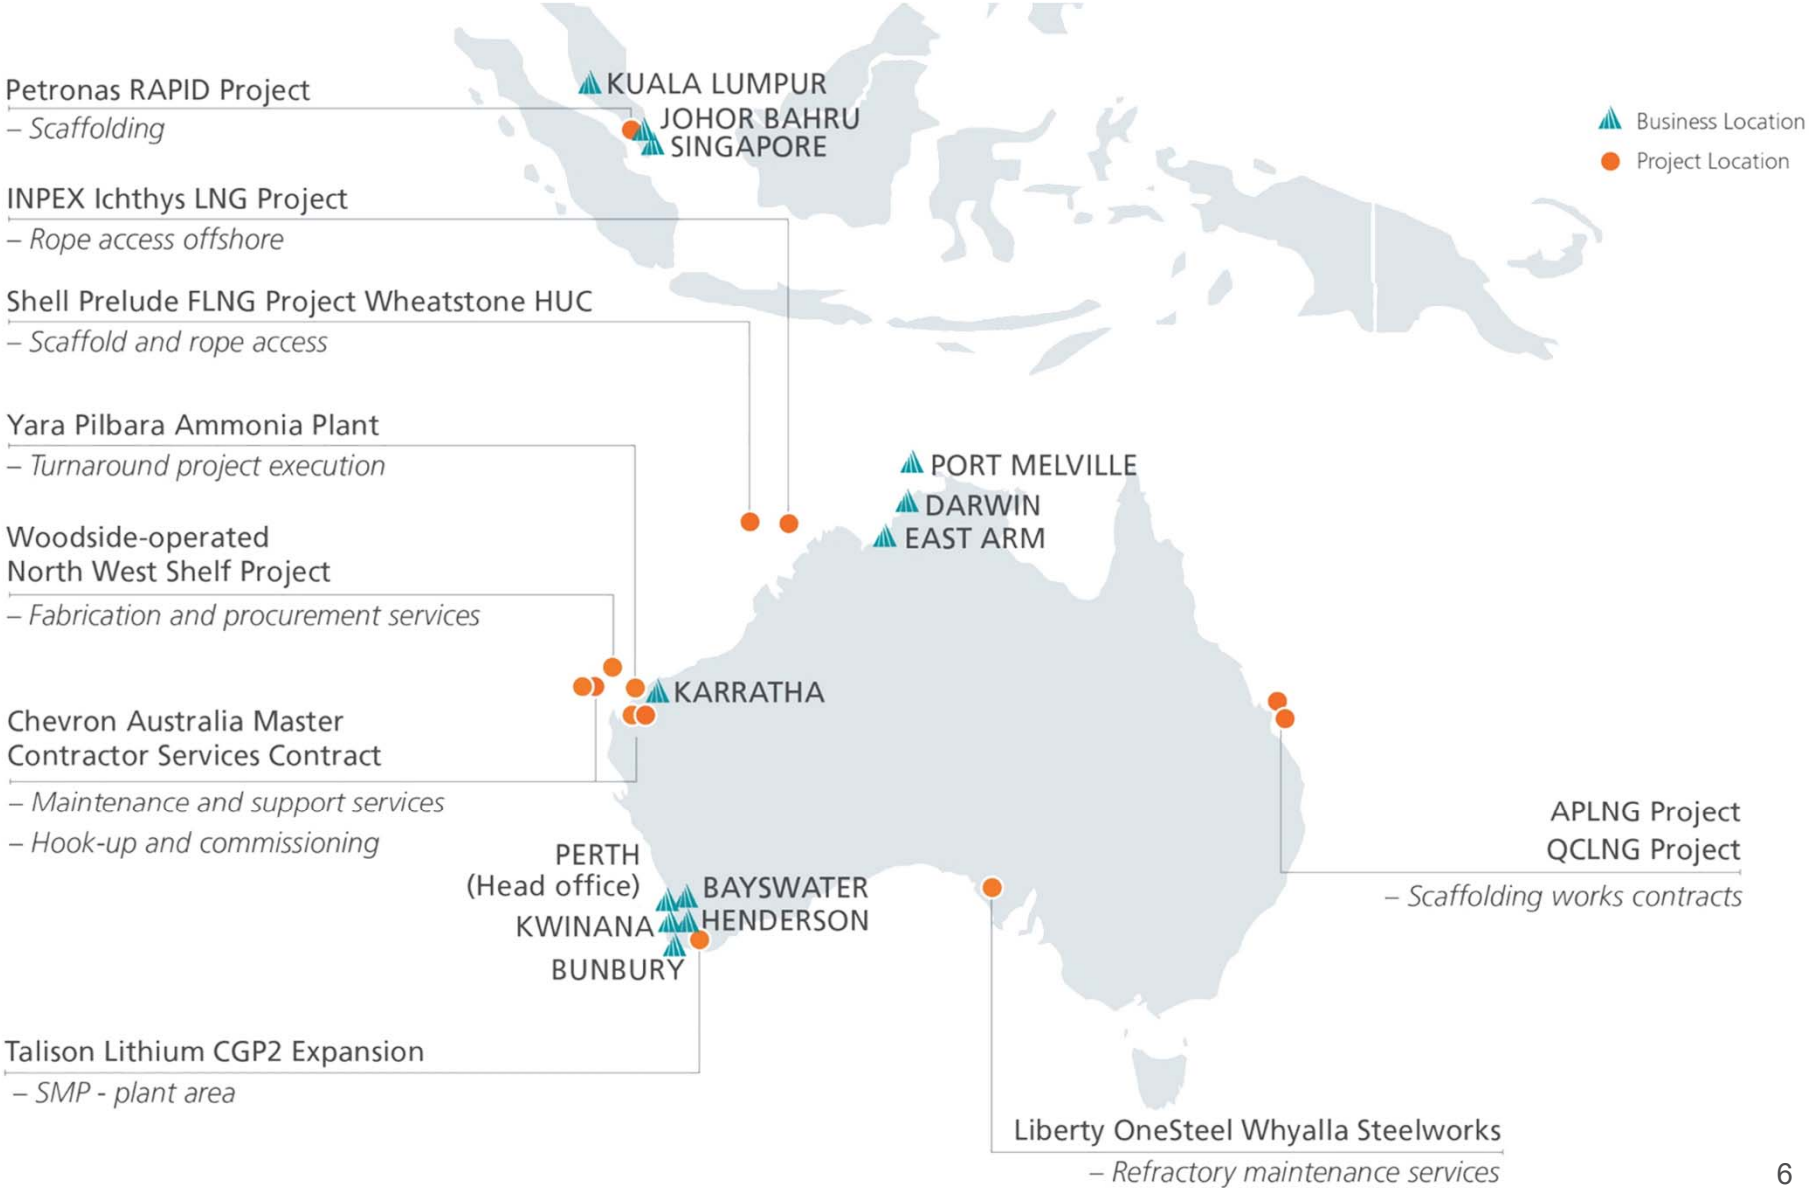 Petronas RAPID Project
– Scaffolding
INPEX Ichthys LNG Project
– Rope access offshore
Shell Prelude FLNG Project Wheatstone HUC
– Scaffold and rope access
Yara Pilbara Ammonia Plant
– Turnaround project execution
Woodside-operated
North West Shelf Project
– Fabrication and procurement services
Chevron Australia Master
Contractor Services Contract
– Maintenance and support services
– Hook-up and commissioning
Talison Lithium CGP2 Expansion
– SMP - plant area
KUALA LUMPUR
JOHOR BAHRU
SINGAPORE
PORT MELVILLE
DARWIN
EAST ARM
KARRATHA
PERTH
(Head office)
BAYSWATER
KWINANA
HENDERSON
BUNBURY
Business Location
Project Location
APLNG Project
QCLNG Project
– Scaffolding works contracts
Liberty OneSteel Whyalla Steelworks
– Refractory maintenance services
6